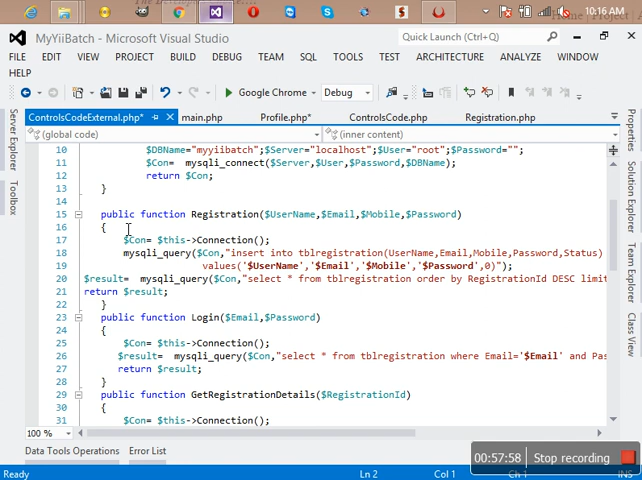 The Developer
Home | Project | A
10:16 AM
MyYiiBatch - Microsoft Visual Studio
Quick Launch (Ctrl+Q)
FILE EDIT VIEW PROJECT BUILD DEBUG TEAM SQL TOOLS TEST ARCHITECTURE ANALYZE WINDOW
HELP
Google Chrome Debug
ControlsCodeExternal.php* main.php Profile.php* ControlsCode.php Registration.php
(global code) (inner content)
Server Explorer
Toolbox
Properties
Solution Explorer
Team Explorer
Class View
10 $DBName="myyiibatch";$Server="localhost";$User="root";$Password="";
11 $Con= mysqli_connect($Server,$User,$Password,$DBName);
12 return $Con;
13 }
14
15 public function Registration($UserName,$Email,$Mobile,$Password)
16 {
17 $Con= $this->Connection();
18 mysqli_query($Con,"insert into tblregistration(UserName,Email,Mobile,Password,Status)
19 values('$UserName','$Email','$Mobile','$Password',0)");
20 $result= mysqli_query($Con,"select * from tblregistration order by RegistrationId DESC limit
21 return $result;
22 }
23 public function Login($Email,$Password)
24 {
25 $Con= $this->Connection();
26 $result= mysqli_query($Con,"select * from tblregistration where Email='$Email' and Pas
27 return $result;
28 }
29 public function GetRegistrationDetails($RegistrationId)
30 {
31 $Con= $this->Connection();
100 %
Data Tools Operations Error List
00:57:58 Stop recording
Ready Ln 2 Col 1 Ch 1 INS